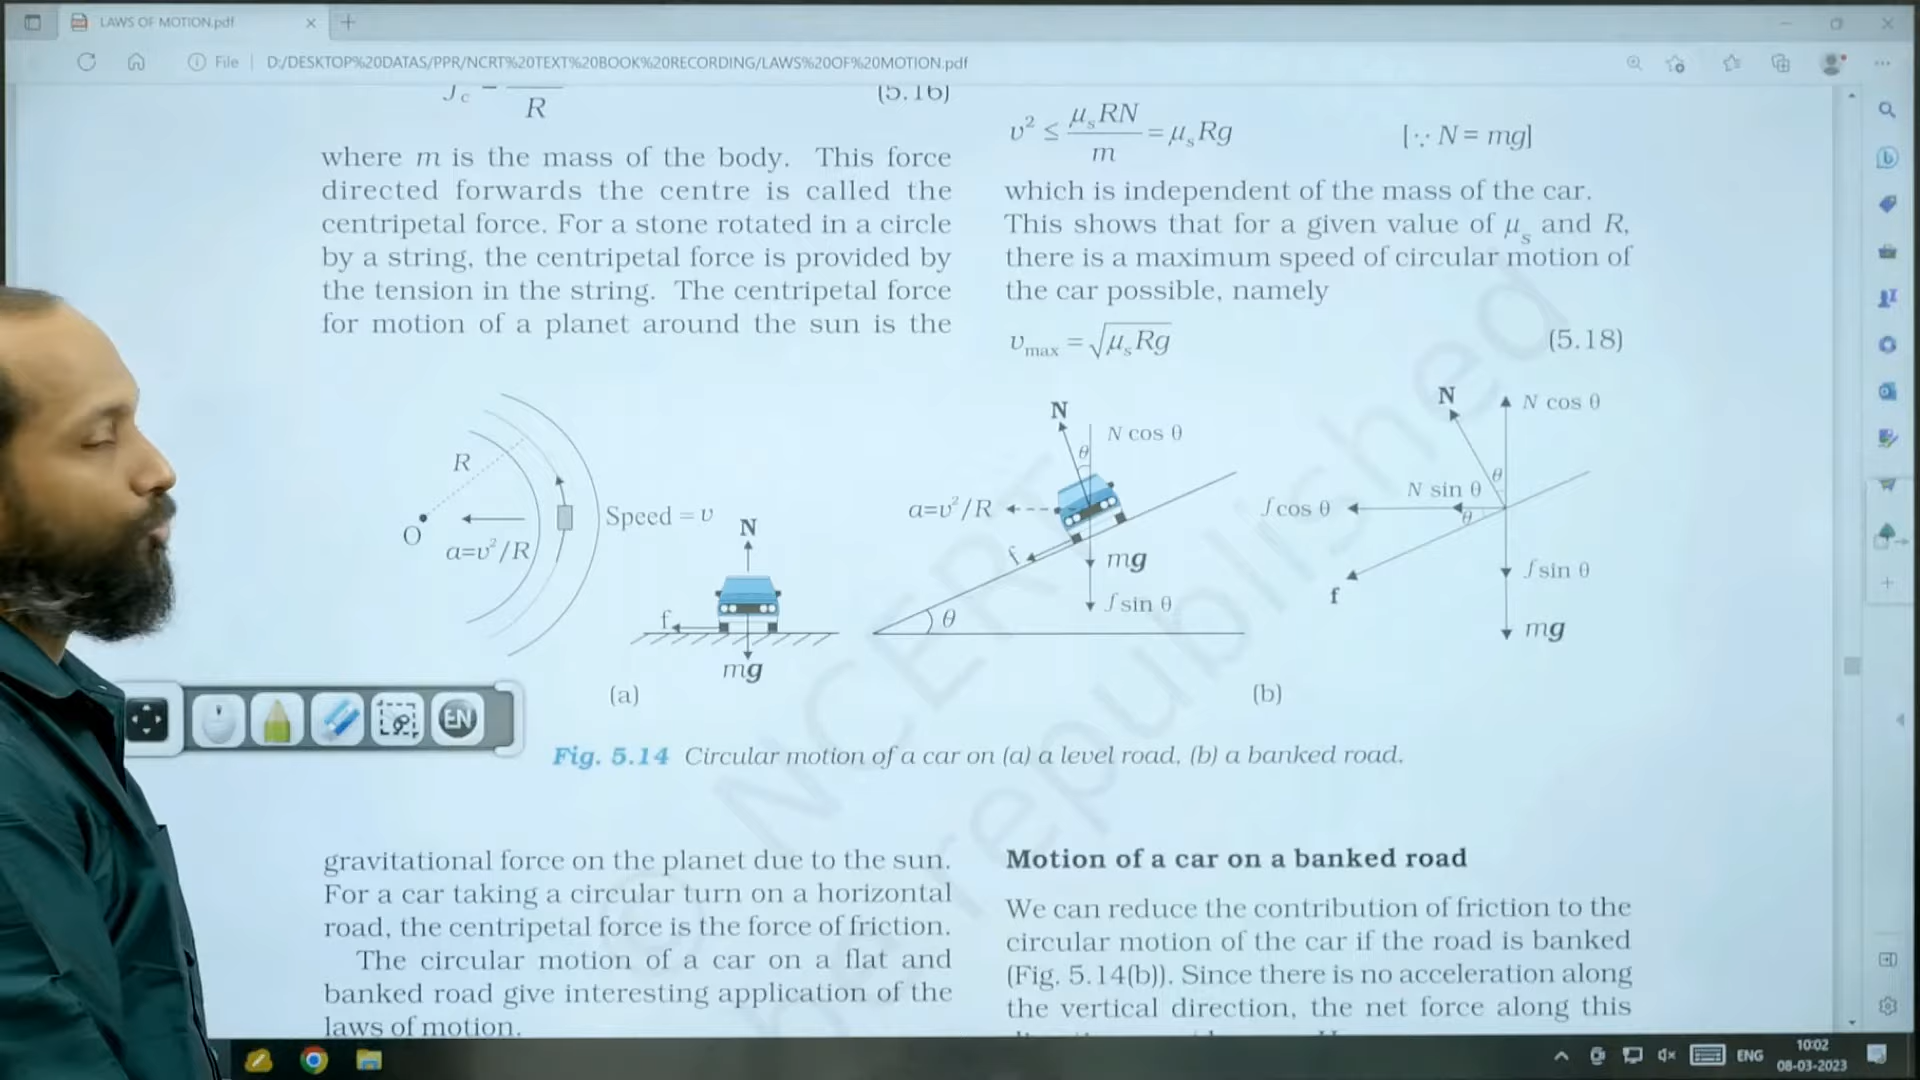 LAWS OF MOTION.pdf
File
D:/DESKTOP%20DATAS/PPR/NCRT%20TEXT%20BOOK%20RECORDING/LAWS%20OF%20MOTION.pdf
R
(5.16)
where m is the mass of the body. This force
directed forwards the centre is called the
centripetal force. For a stone rotated in a circle
by a string, the centripetal force is provided by
the tension in the string. The centripetal force
for motion of a planet around the sun is the
υ² ≤ μₛRN/m = μₛRg [∵ N = mg]
which is independent of the mass of the car.
This shows that for a given value of μₛ and R,
there is a maximum speed of circular motion of
the car possible, namely
υmax = √μₛRg (5.18)
R
O
a=υ²/R
Speed = υ
N
f
mg
(a)
N
N cos θ
θ
a=υ²/R
f
mg
f sin θ
θ
N
N cos θ
θ
N sin θ
f cos θ
θ
f sin θ
f
mg
(b)
EN
Fig. 5.14 Circular motion of a car on (a) a level road, (b) a banked road.
gravitational force on the planet due to the sun.
For a car taking a circular turn on a horizontal
road, the centripetal force is the force of friction.
The circular motion of a car on a flat and
banked road give interesting application of the
laws of motion.
Motion of a car on a banked road
We can reduce the contribution of friction to the
circular motion of the car if the road is banked
(Fig. 5.14(b)). Since there is no acceleration along
the vertical direction, the net force along this
© NCERT
be republished
ENG
10:02
08-03-2023